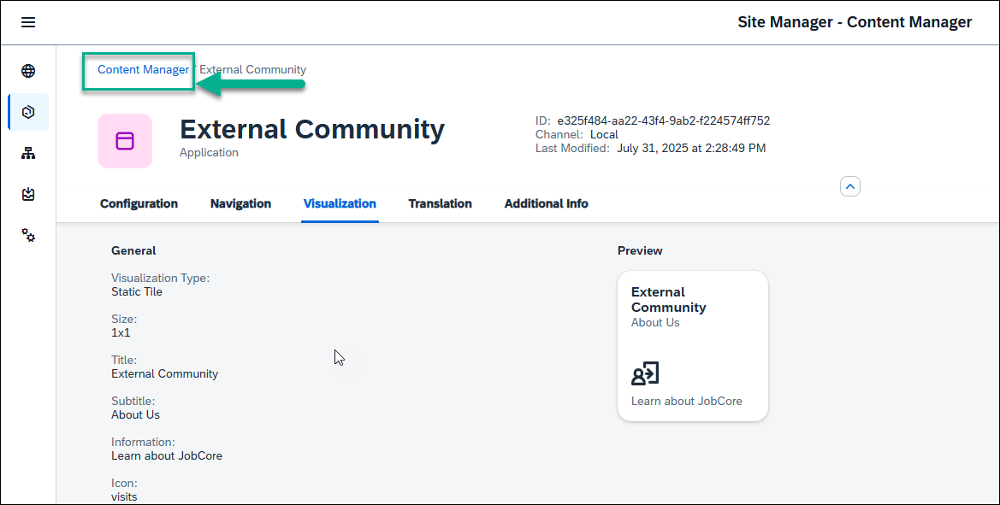 Site Manager - Content Manager
Content Manager / External Community
External Community
Application
ID: e325f484-aa22-43f4-9ab2-f224574ff752
Channel: Local
Last Modified: July 31, 2025 at 2:28:49 PM
Configuration Navigation Visualization Translation Additional Info
General
Visualization Type:
Static Tile
Size:
1x1
Title:
External Community
Subtitle:
About Us
Information:
Learn about JobCore
Icon:
visits
Preview
External
Community
About Us
Learn about JobCore